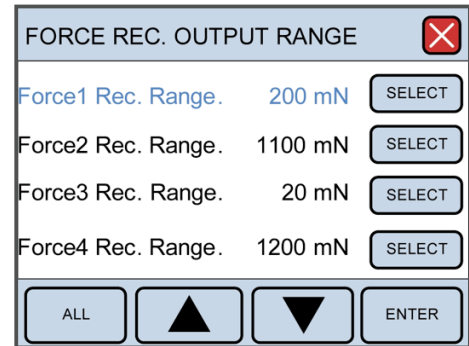 FORCE REC. OUTPUT RANGE
Force1 Rec. Range. 200 mN SELECT
Force2 Rec. Range. 1100 mN SELECT
Force3 Rec. Range. 20 mN SELECT
Force4 Rec. Range. 1200 mN SELECT
ALL ENTER